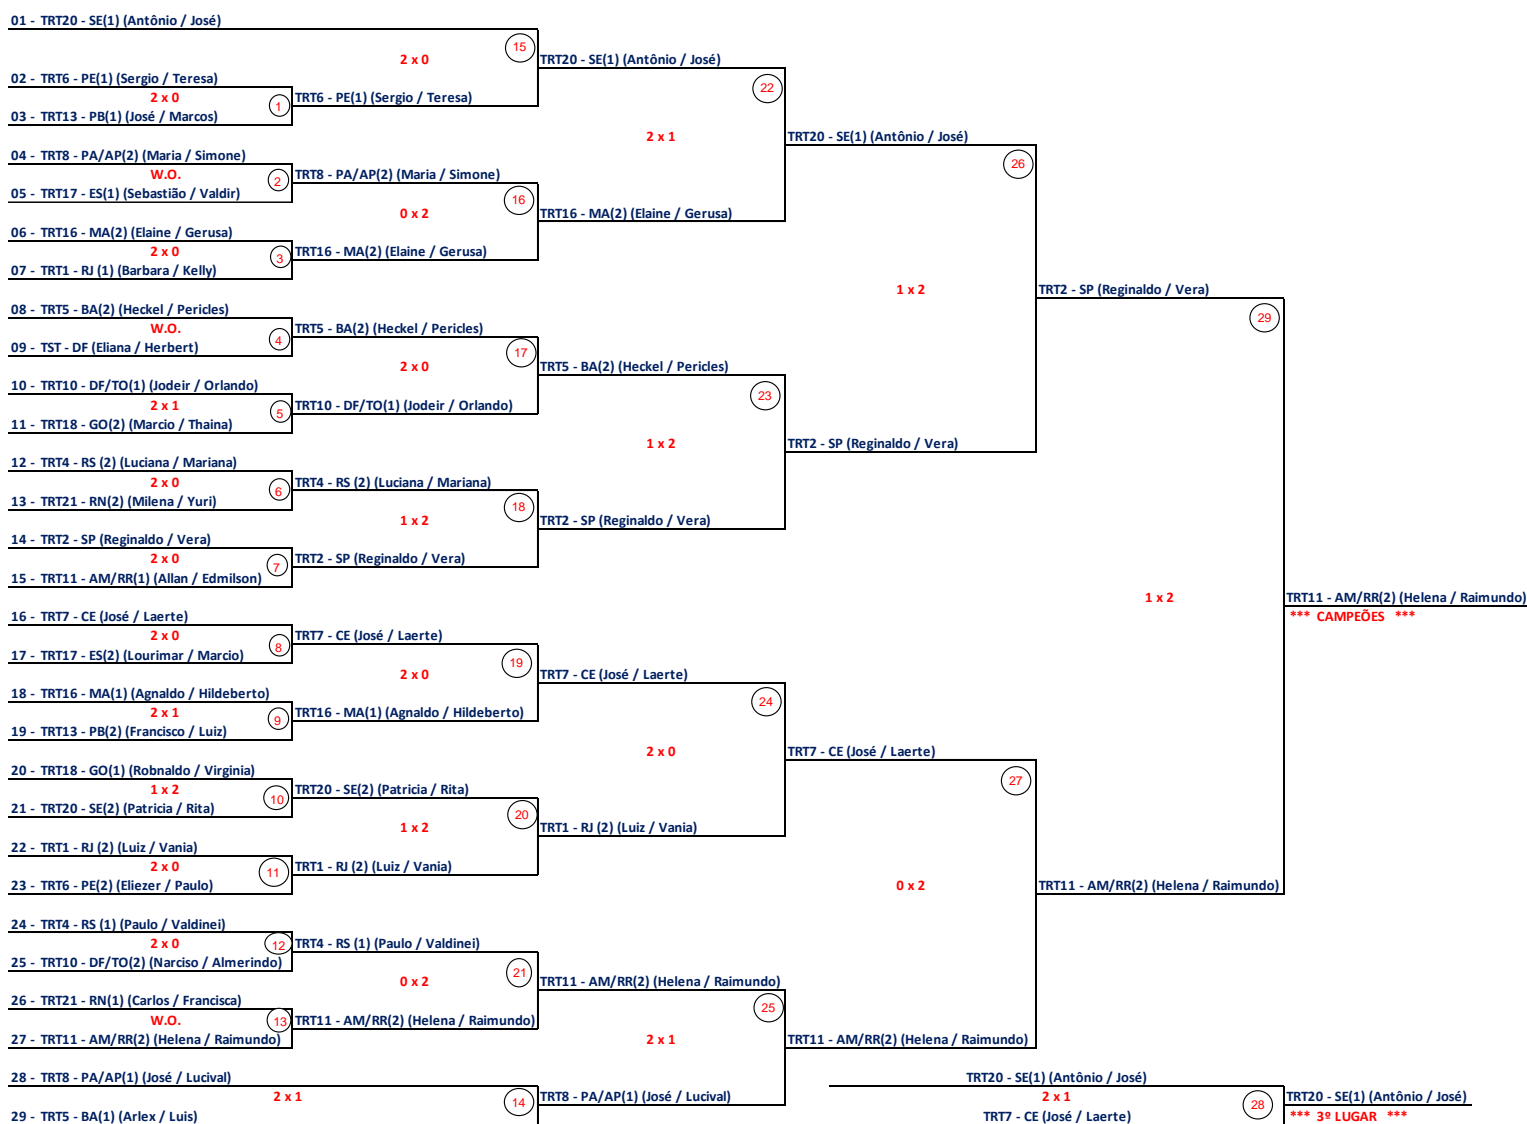 01 - TRT20 - SE(1) (Antônio / José)
15
2 x 0
TRT20 - SE(1) (Antônio / José)
02 - TRT6 - PE(1) (Sergio / Teresa)
22
2 x 0
1
TRT6 - PE(1) (Sergio / Teresa)
03 - TRT13 - PB(1) (José / Marcos)
2 x 1
TRT20 - SE(1) (Antônio / José)
04 - TRT8 - PA/AP(2) (Maria / Simone)
26
W.O.
2
TRT8 - PA/AP(2) (Maria / Simone)
05 - TRT17 - ES(1) (Sebastião / Valdir)
16
0 x 2
TRT16 - MA(2) (Elaine / Gerusa)
06 - TRT16 - MA(2) (Elaine / Gerusa)
2 x 0
3
TRT16 - MA(2) (Elaine / Gerusa)
07 - TRT1 - RJ (1) (Barbara / Kelly)
1 x 2
TRT2 - SP (Reginaldo / Vera)
08 - TRT5 - BA(2) (Heckel / Pericles)
29
W.O.
4
TRT5 - BA(2) (Heckel / Pericles)
09 - TST - DF (Eliana / Herbert)
17
2 x 0
TRT5 - BA(2) (Heckel / Pericles)
10 - TRT10 - DF/TO(1) (Jodeir / Orlando)
23
2 x 1
5
TRT10 - DF/TO(1) (Jodeir / Orlando)
11 - TRT18 - GO(2) (Marcio / Thaina)
1 x 2
TRT2 - SP (Reginaldo / Vera)
12 - TRT4 - RS (2) (Luciana / Mariana)
2 x 0
6
TRT4 - RS (2) (Luciana / Mariana)
13 - TRT21 - RN(2) (Milena / Yuri)
18
1 x 2
TRT2 - SP (Reginaldo / Vera)
14 - TRT2 - SP (Reginaldo / Vera)
2 x 0
7
TRT2 - SP (Reginaldo / Vera)
15 - TRT11 - AM/RR(1) (Allan / Edmilson)
1 x 2
TRT11 - AM/RR(2) (Helena / Raimundo)
*** CAMPEÕES ***
16 - TRT7 - CE (José / Laerte)
2 x 0
8
TRT7 - CE (José / Laerte)
17 - TRT17 - ES(2) (Lourimar / Marcio)
19
2 x 0
TRT7 - CE (José / Laerte)
18 - TRT16 - MA(1) (Agnaldo / Hildeberto)
24
2 x 1
9
TRT16 - MA(1) (Agnaldo / Hildeberto)
19 - TRT13 - PB(2) (Francisco / Luiz)
2 x 0
TRT7 - CE (José / Laerte)
20 - TRT18 - GO(1) (Robnaldo / Virginia)
27
1 x 2
10
TRT20 - SE(2) (Patricia / Rita)
21 - TRT20 - SE(2) (Patricia / Rita)
20
1 x 2
TRT1 - RJ (2) (Luiz / Vania)
22 - TRT1 - RJ (2) (Luiz / Vania)
2 x 0
11
TRT1 - RJ (2) (Luiz / Vania)
23 - TRT6 - PE(2) (Eliezer / Paulo)
0 x 2
TRT11 - AM/RR(2) (Helena / Raimundo)
24 - TRT4 - RS (1) (Paulo / Valdinei)
2 x 0
12
TRT4 - RS (1) (Paulo / Valdinei)
25 - TRT10 - DF/TO(2) (Narciso / Almerindo)
21
0 x 2
TRT11 - AM/RR(2) (Helena / Raimundo)
26 - TRT21 - RN(1) (Carlos / Francisca)
25
W.O.
13
TRT11 - AM/RR(2) (Helena / Raimundo)
27 - TRT11 - AM/RR(2) (Helena / Raimundo)
2 x 1
TRT11 - AM/RR(2) (Helena / Raimundo)
28 - TRT8 - PA/AP(1) (José / Lucival)
2 x 1
14
TRT8 - PA/AP(1) (José / Lucival)
29 - TRT5 - BA(1) (Arlex / Luis)
TRT20 - SE(1) (Antônio / José)
2 x 1
28
TRT20 - SE(1) (Antônio / José)
TRT7 - CE (José / Laerte)
*** 3º LUGAR ***